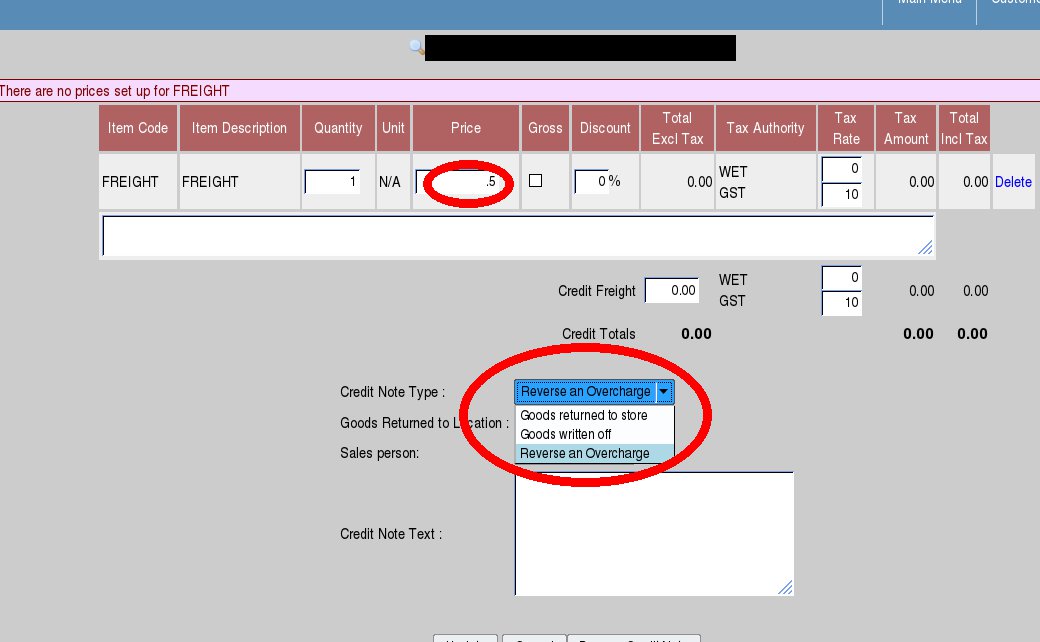 Main Menu
There are no prices set up for FREIGHT
Item Code Item Description Quantity Unit Price Gross Discount Total Excl Tax Tax Authority Tax Rate Tax Amount Total Incl Tax
FREIGHT FREIGHT 1 N/A .5 0 % 0.00 WET 0 0.00 0.00 Delete
GST 10
Credit Freight 0.00 WET 0 0.00 0.00
GST 10
Credit Totals 0.00 0.00 0.00
Credit Note Type : Reverse an Overcharge
Goods returned to store
Goods Returned to Location :
Goods written off
Sales person: Reverse an Overcharge
Credit Note Text :